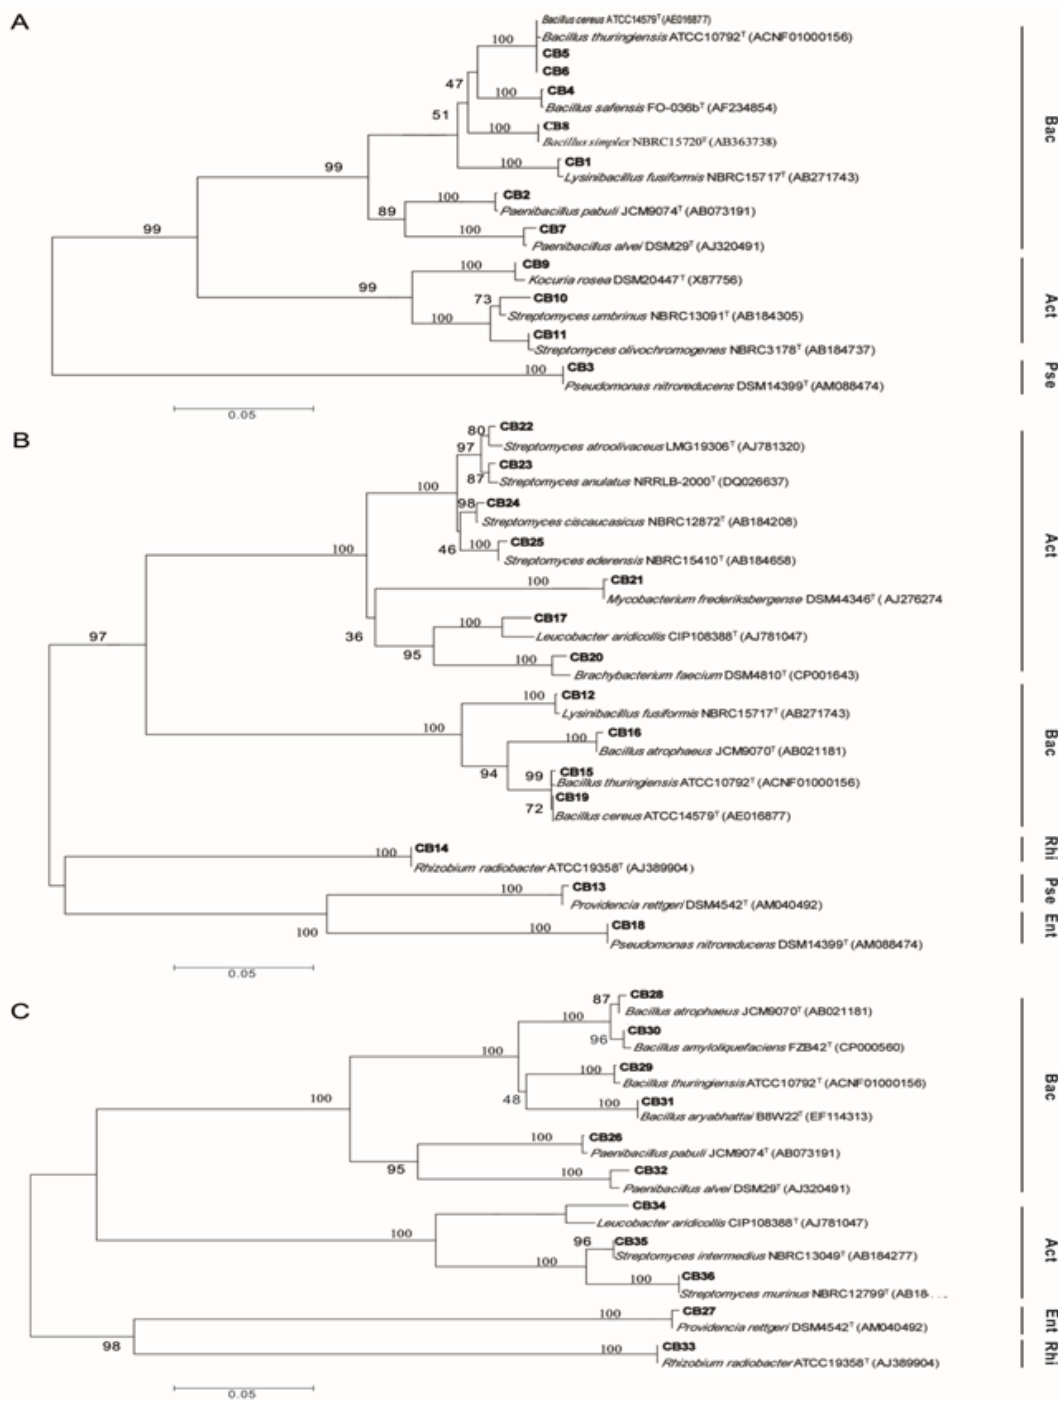 A
Bacillus cereus ATCC14579T (AE016877)
100
Bacillus thuringiensis ATCC10792T (ACNF01000156)
CB5
CB6
47
100
CB4
Bacillus safensis FO-036bT (AF234854)
51
100
CB8
Bacillus simplex NBRC15720T (AB363738)
Bac
99
100
CB1
Lysinibacillus fusiformis NBRC15717T (AB271743)
100
CB2
Paenibacillus pabuli JCM9074T (AB073191)
89
99
100
CB7
Paenibacillus alvei DSM29T (AJ320491)
100
CB9
Kocuria rosea DSM20447T (X87756)
99
73
CB10
Streptomyces umbrinus NBRC13091T (AB184305)
Act
100
CB11
Streptomyces olivochromogenes NBRC3178T (AB184737)
100
CB3
Pseudomonas nitroreducens DSM14399T (AM088474)
Pse
0.05
B
80
CB22
Streptomyces atroolivaceus LMG19306T (AJ781320)
97
CB23
87
Streptomyces anulatus NRRLB-2000T (DQ026637)
100
98
CB24
Streptomyces ciscaucasicus NBRC12872T (AB184208)
46
100
CB25
Streptomyces ederensis NBRC15410T (AB184658)
100
Act
100
CB21
Mycobacterium frederiksbergense DSM44346T ( AJ276274
100
CB17
Leucobacter aridicollis CIP108388T (AJ781047)
36
95
100
CB20
Brachybacterium faecium DSM4810T (CP001643)
97
100
CB12
Lysinibacillus fusiformis NBRC15717T (AB271743)
100
100
CB16
Bacillus atrophaeus JCM9070T (AB021181)
Bac
94
99
CB15
Bacillus thuringiensis ATCC10792T (ACNF01000156)
72
CB19
Bacillus cereus ATCC14579T (AE016877)
100
CB14
Rhizobium radiobacter ATCC19358T (AJ389904)
Rhi
100
CB13
Providencia rettgeri DSM4542T (AM040492)
Pse
100
100
CB18
Pseudomonas nitroreducens DSM14399T (AM088474)
Ent
0.05
C
87
CB28
Bacillus atrophaeus JCM9070T (AB021181)
100
96
CB30
Bacillus amyloliquefaciens FZB42T (CP000560)
100
100
CB29
Bacillus thuringiensis ATCC10792T (ACNF01000156)
48
100
CB31
Bacillus aryabhattai B8W22T (EF114313)
Bac
100
100
CB26
Paenibacillus pabuli JCM9074T (AB073191)
95
100
CB32
Paenibacillus alvei DSM29T (AJ320491)
CB34
Leucobacter aridicollis CIP108388T (AJ781047)
100
96
CB35
Streptomyces intermedius NBRC13049T (AB184277)
Act
100
100
CB36
Streptomyces murinus NBRC12799T (AB18
100
CB27
Providencia rettgeri DSM4542T (AM040492)
Ent
98
100
CB33
Rhizobium radiobacter ATCC19358T (AJ389904)
Rhi
0.05